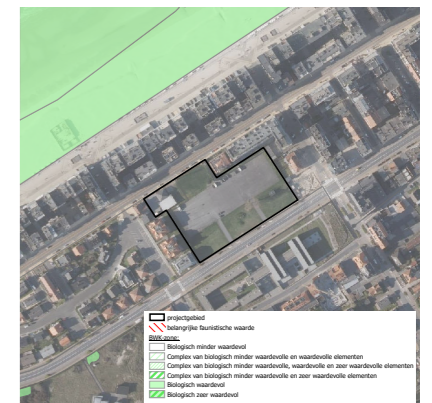 projectgebied
belangrijke faunistische waarde
BWK-zone:
Biologisch minder waardevol
Complex van biologisch minder waardevolle en waardevolle elementen
Complex van biologisch minder waardevolle, waardevolle en zeer waardevolle elementen
Complex van biologisch minder waardevolle en zeer waardevolle elementen
Biologisch waardevol
Biologisch zeer waardevol